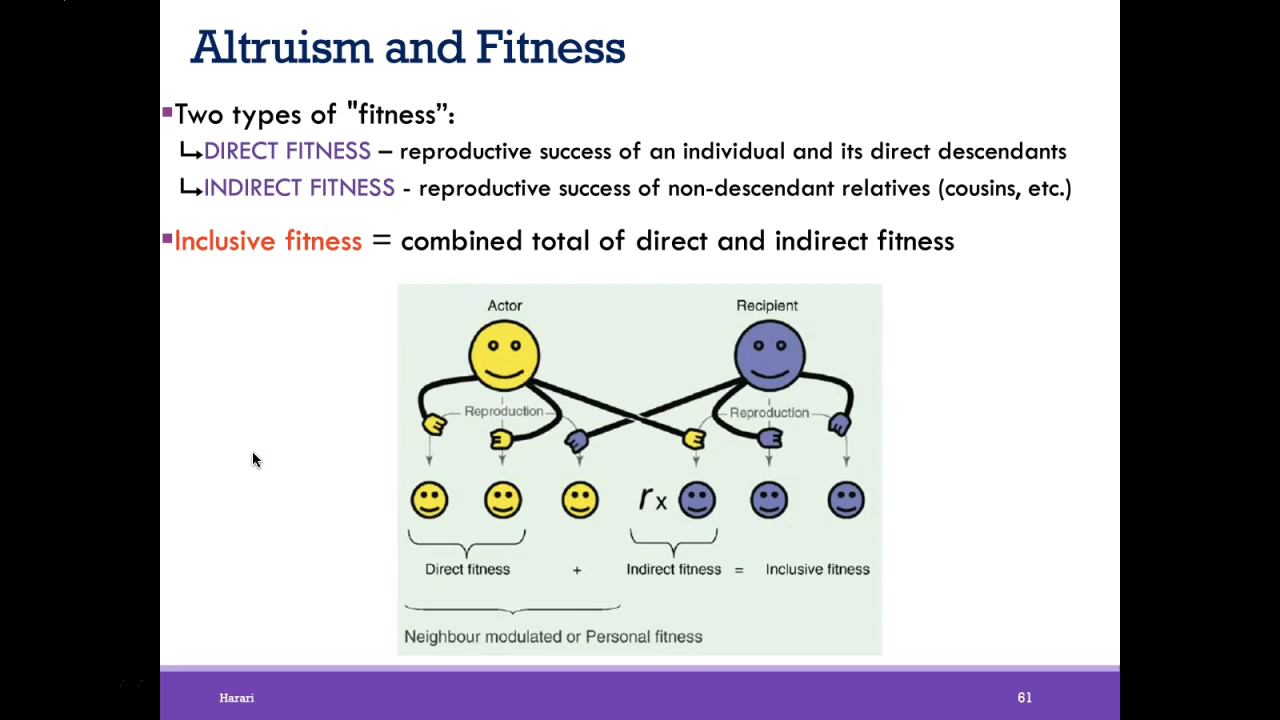 Altruism and Fitness
▪Two types of "fitness”:
↳DIRECT FITNESS – reproductive success of an individual and its direct descendants
↳INDIRECT FITNESS - reproductive success of non-descendant relatives (cousins, etc.)
▪Inclusive fitness = combined total of direct and indirect fitness
Actor Recipient
Reproduction Reproduction
r x
Direct fitness + Indirect fitness = Inclusive fitness
Neighbour modulated or Personal fitness
Harari 61